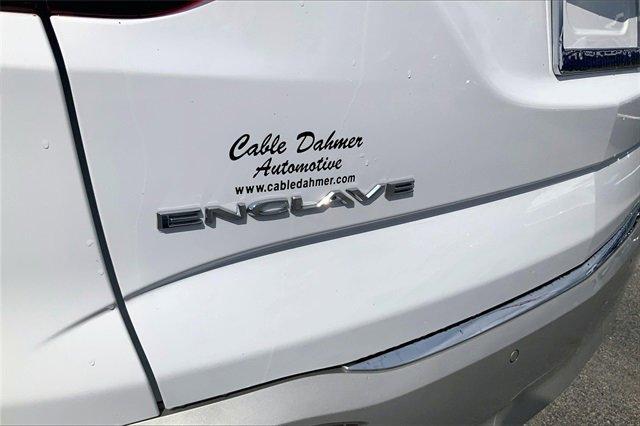 Cable Dahmer
Automotive
www.cabledahmer.com
ENCLAVE